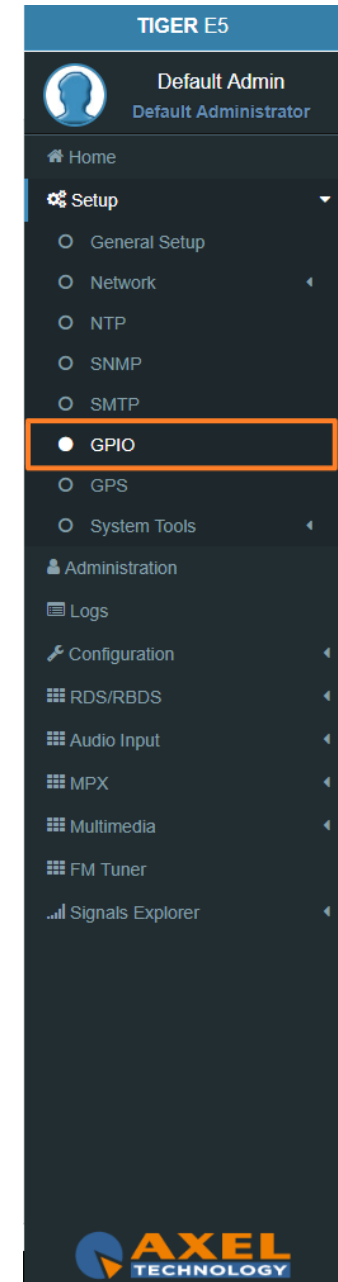 TIGER E5
Default Admin
Default Administrator
Home
Setup
General Setup
Network
NTP
SNMP
SMTP
GPIO
GPS
System Tools
Administration
Logs
Configuration
RDS/RBDS
Audio Input
MPX
Multimedia
FM Tuner
Signals Explorer
AXEL
TECHNOLOGY